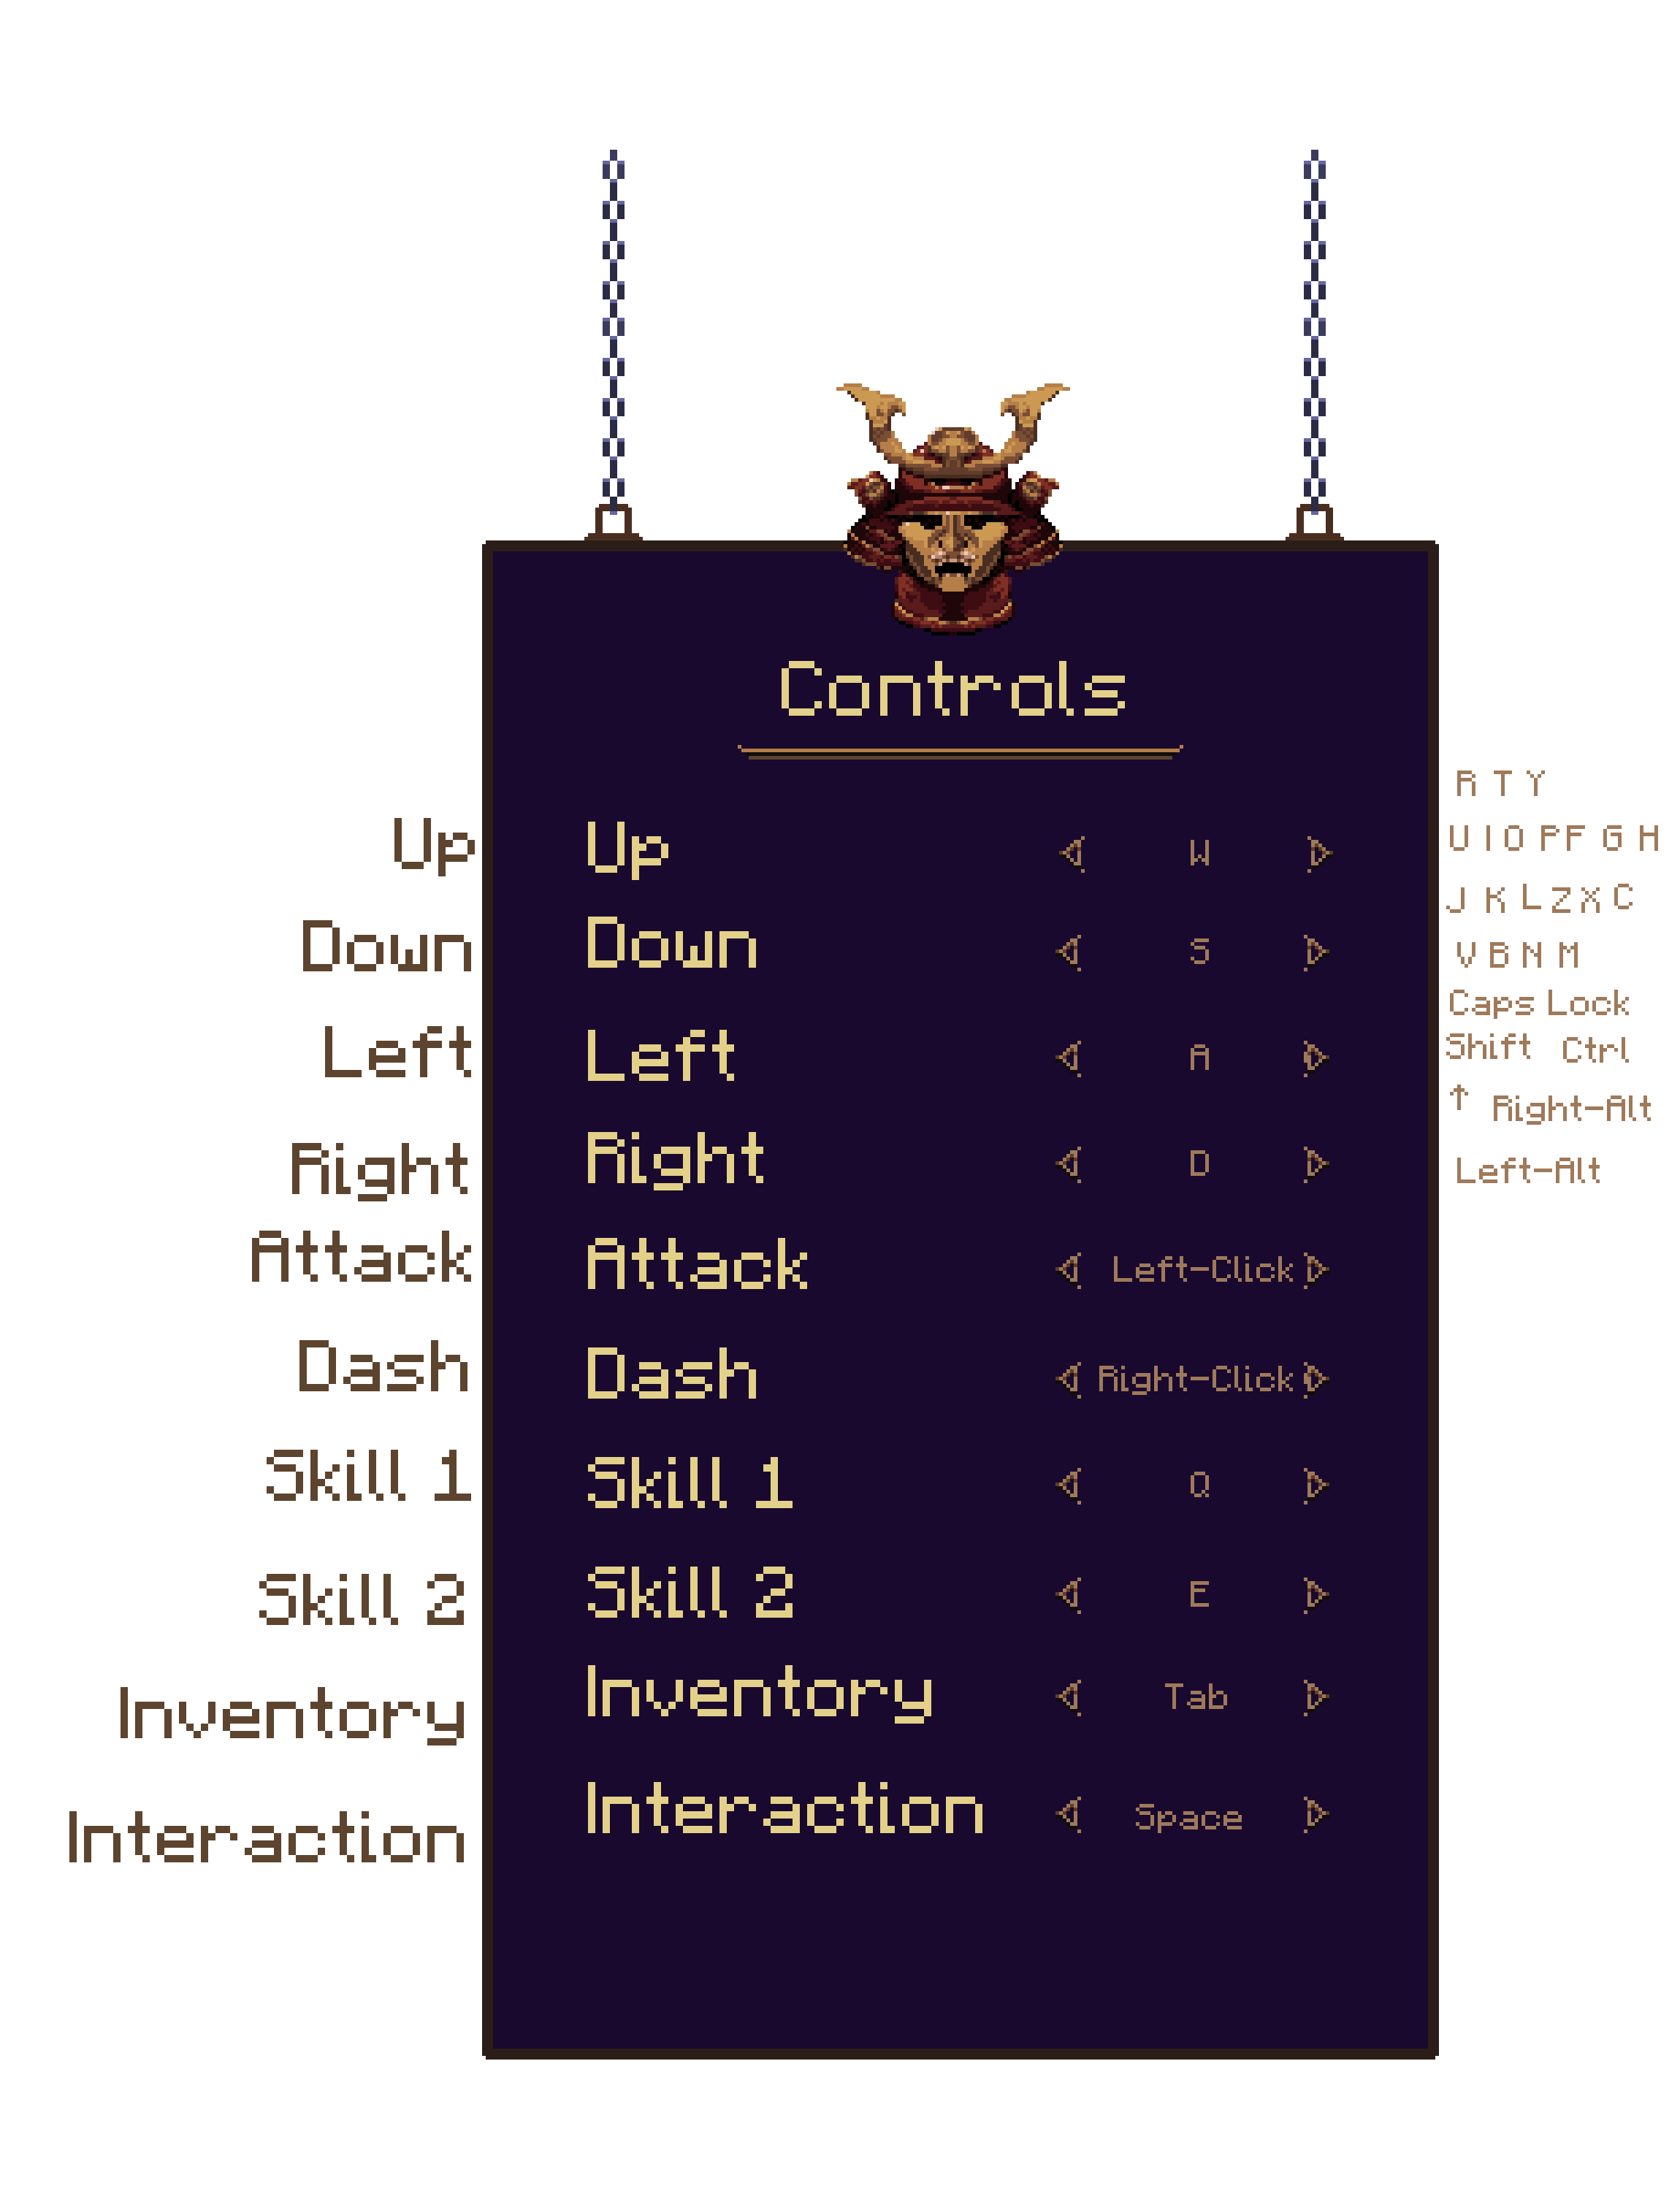 Controls
R T Y
Up Up W U I O P F G H
J K L Z X C
Down Down S V B N M
Caps Lock
Left Left A Shift Ctrl
↑ Right-Alt
Right Right D Left-Alt
Attack Attack Left-Click
Dash Dash Right-Click
Skill 1 Skill 1 Q
Skill 2 Skill 2 E
Inventory Inventory Tab
Interaction Interaction Space